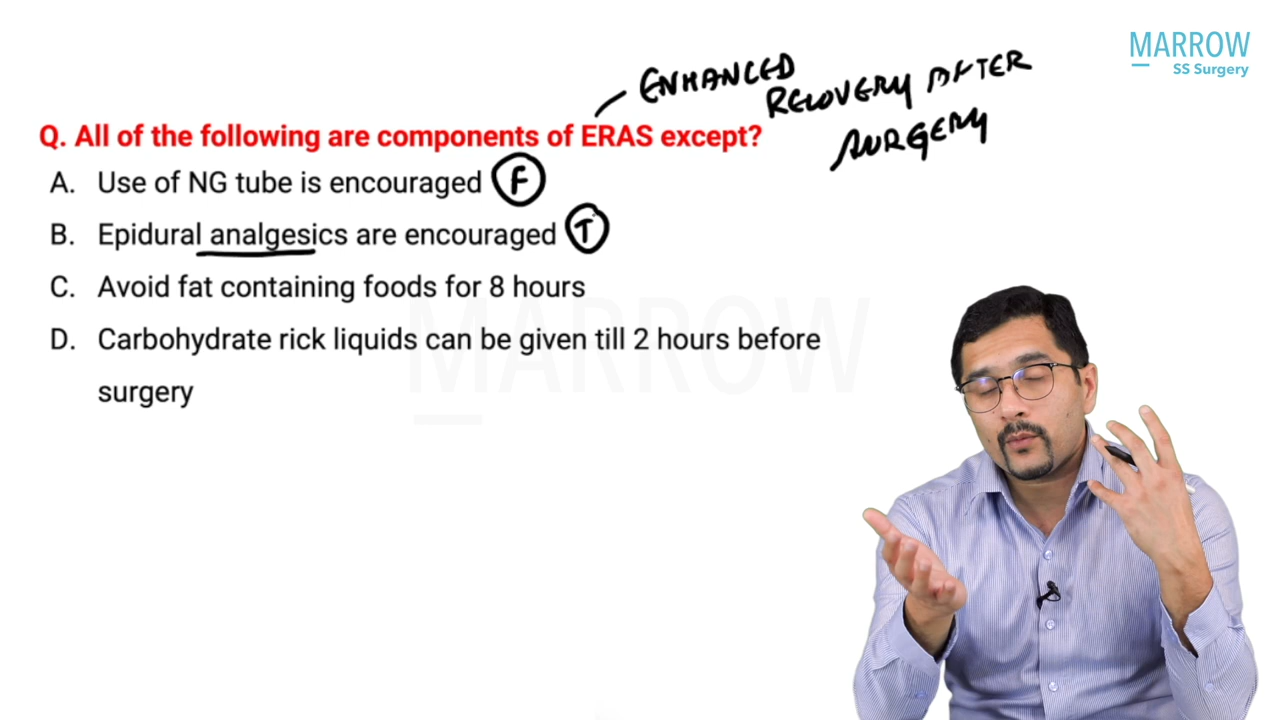 MARROW
SS Surgery
ENHANCED
RECOVERY AFTER
SURGERY
Q. All of the following are components of ERAS except?
A. Use of NG tube is encouraged F
B. Epidural analgesics are encouraged T
C. Avoid fat containing foods for 8 hours
D. Carbohydrate rick liquids can be given till 2 hours before
surgery
MARROW